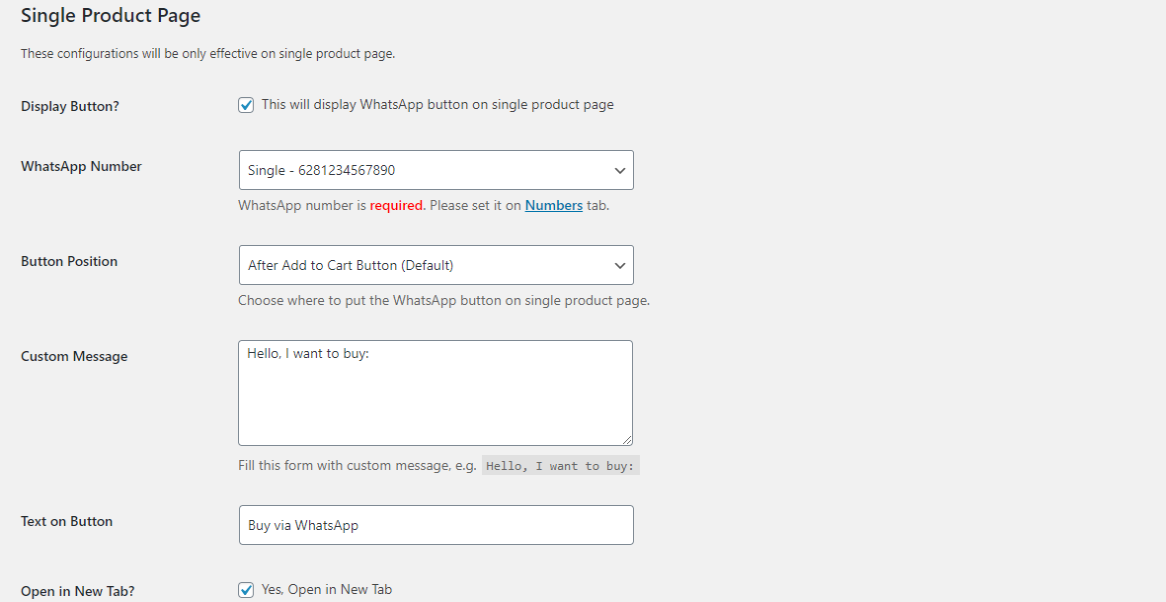 Single Product Page
These configurations will be only effective on single product page.
Display Button?
This will display WhatsApp button on single product page
WhatsApp Number
Single - 6281234567890
WhatsApp number is required. Please set it on Numbers tab.
Button Position
After Add to Cart Button (Default)
Choose where to put the WhatsApp button on single product page.
Custom Message
Hello, I want to buy:
Fill this form with custom message, e.g. Hello, I want to buy:
Text on Button
Buy via WhatsApp
Open in New Tab?
Yes, Open in New Tab